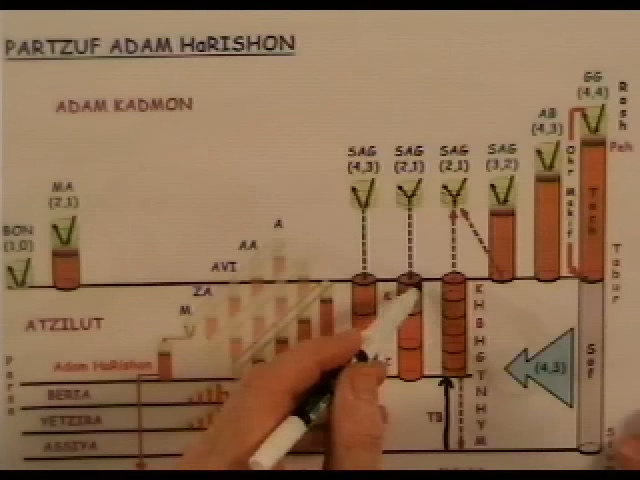 PARTZUF ADAM HaRISHON
ADAM KADMON
GG
(4,4)
Rosh
AB
(4,3)
Peh
SAG
(4,3)
SAG
(2,1)
SAG
(2,1)
SAG
(3,2)
Ohr Makif
Toch
MA
(2,1)
BON
(1,0)
A
AA
AVI
ZA
M
Tabur
ATZILUT
K
H
B
H
G
T
N
H
Y
M
Sof
(4,3)
Parsa
Adam HaRishon
BERIA
YETZIRA
ASSIYA
TB